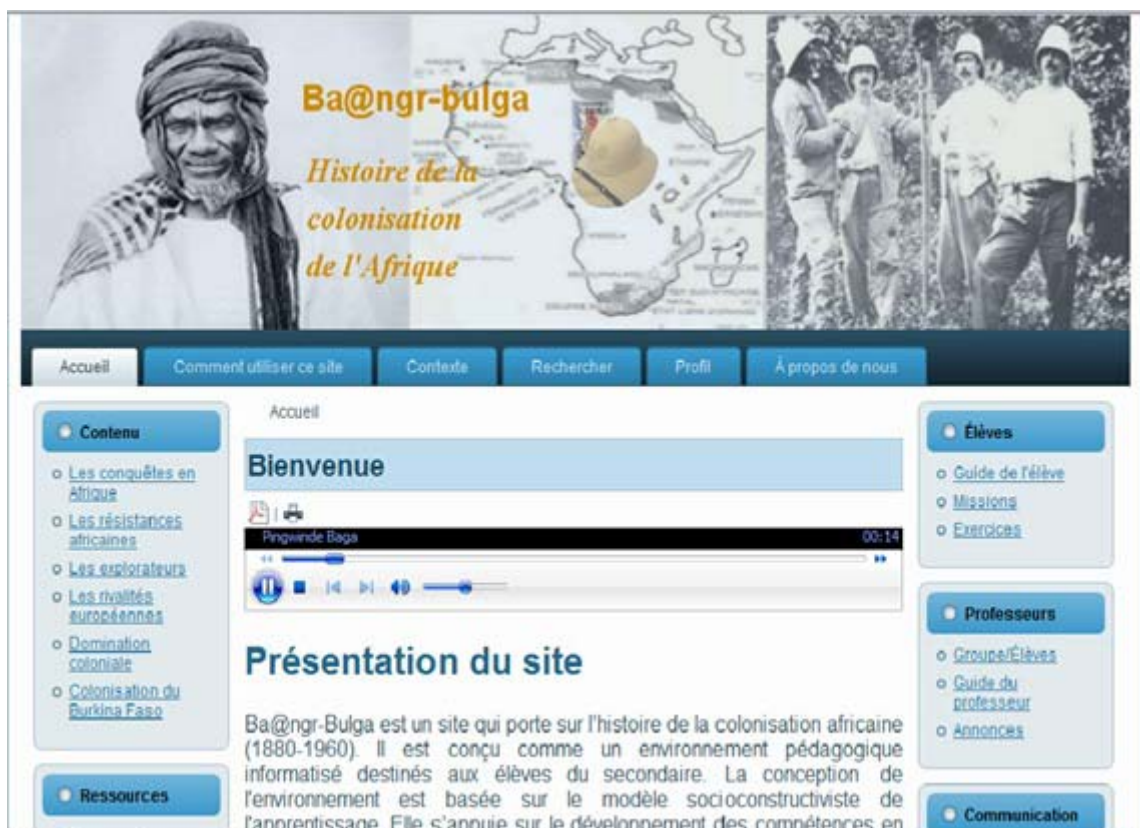 Ba@ngr-bulga
Histoire de la
colonisation
de l'Afrique
Accueil
Comment utiliser ce site
Contexte
Rechercher
Profil
À propos de nous
Contenu
Les conquêtes en
Afrique
Les résistances
africaines
Les explorateurs
Les rivalités
européennes
Domination
coloniale
Colonisation du
Burkina Faso
Ressources
Accueil
Bienvenue
Pingwinde Baga
00:14
Présentation du site
Ba@ngr-Bulga est un site qui porte sur l'histoire de la colonisation africaine
(1880-1960). Il est conçu comme un environnement pédagogique
informatisé destinés aux élèves du secondaire. La conception de
l'environnement est basée sur le modèle socioconstructiviste de
l'apprentissage. Elle s'appuie sur le développement des compétences en
Élèves
Guide de l'élève
Missions
Exercices
Professeurs
Groupe/Élèves
Guide du
professeur
Annonces
Communication